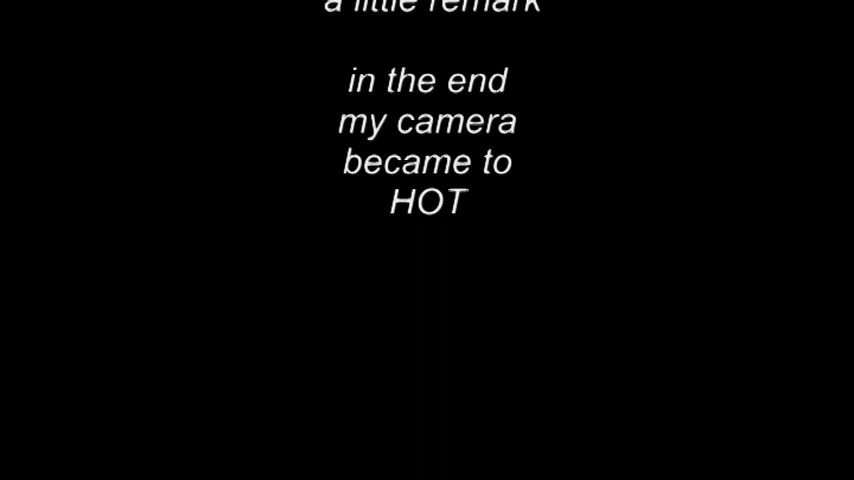 a little remark
in the end
my camera
became to
HOT